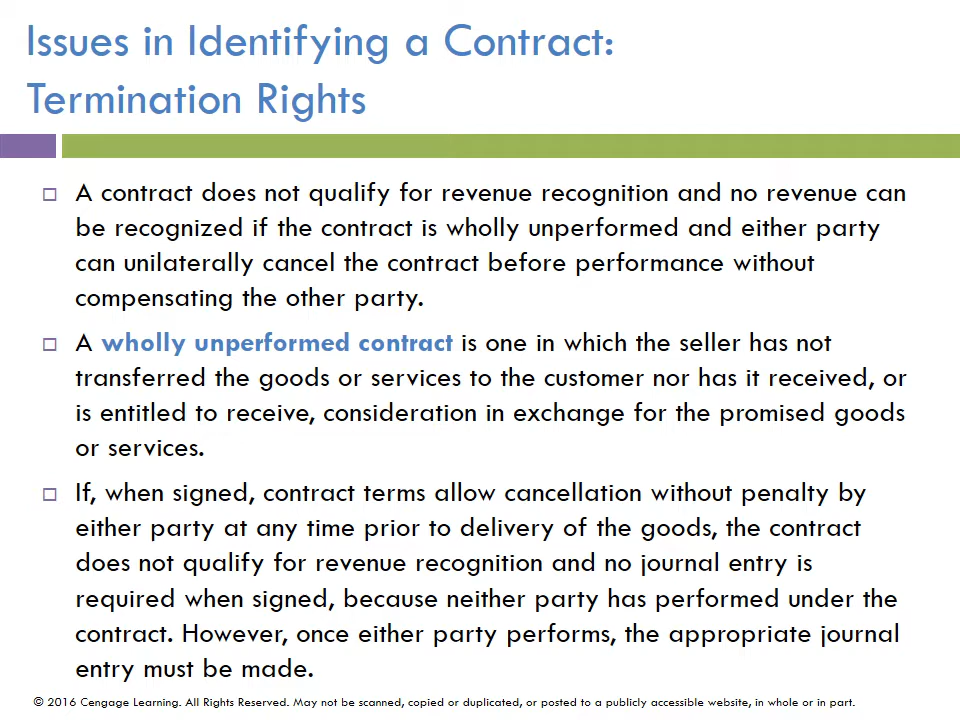 Issues in Identifying a Contract:
Termination Rights
A contract does not qualify for revenue recognition and no revenue can
be recognized if the contract is wholly unperformed and either party
can unilaterally cancel the contract before performance without
compensating the other party.
A wholly unperformed contract is one in which the seller has not
transferred the goods or services to the customer nor has it received, or
is entitled to receive, consideration in exchange for the promised goods
or services.
If, when signed, contract terms allow cancellation without penalty by
either party at any time prior to delivery of the goods, the contract
does not qualify for revenue recognition and no journal entry is
required when signed, because neither party has performed under the
contract. However, once either party performs, the appropriate journal
entry must be made.
© 2016 Cengage Learning. All Rights Reserved. May not be scanned, copied or duplicated, or posted to a publicly accessible website, in whole or in part.